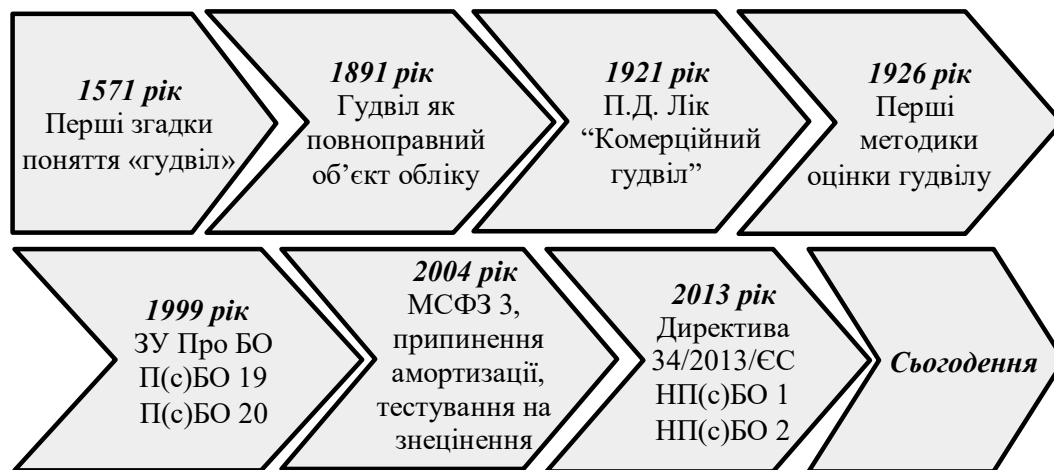 1571 рік
Перші згадки
поняття «гудвіл»
1891 рік
Гудвіл як
повноправний
об’єкт обліку
1921 рік
П.Д. Лік
“Комерційний
гудвіл”
1926 рік
Перші
методики
оцінки гудвілу
1999 рік
ЗУ Про БО
П(с)БО 19
П(с)БО 20
2004 рік
МСФЗ 3,
припинення
амортизації,
тестування на
знецінення
2013 рік
Директива
34/2013/ЄС
НП(с)БО 1
НП(с)БО 2
Сьогодення